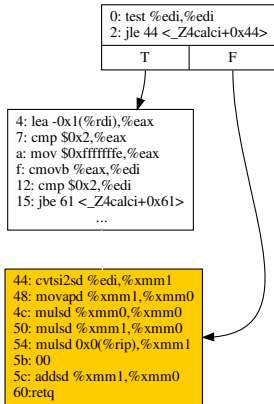 0: test %edi,%edi
2: jle 44 <_Z4calci+0x44>
T F
4: lea -0x1(%rdi),%eax
7: cmp $0x2,%eax
a: mov $0xfffffffe,%eax
f: cmovb %eax,%edi
12: cmp $0x2,%edi
15: jbe 61 <_Z4calci+0x61>
...
44: cvtsi2sd %edi,%xmm1
48: movapd %xmm1,%xmm0
4c: mulsd %xmm0,%xmm0
50: mulsd %xmm1,%xmm0
54: mulsd 0x0(%rip),%xmm1
5b: 00
5c: addsd %xmm1,%xmm0
60:retq